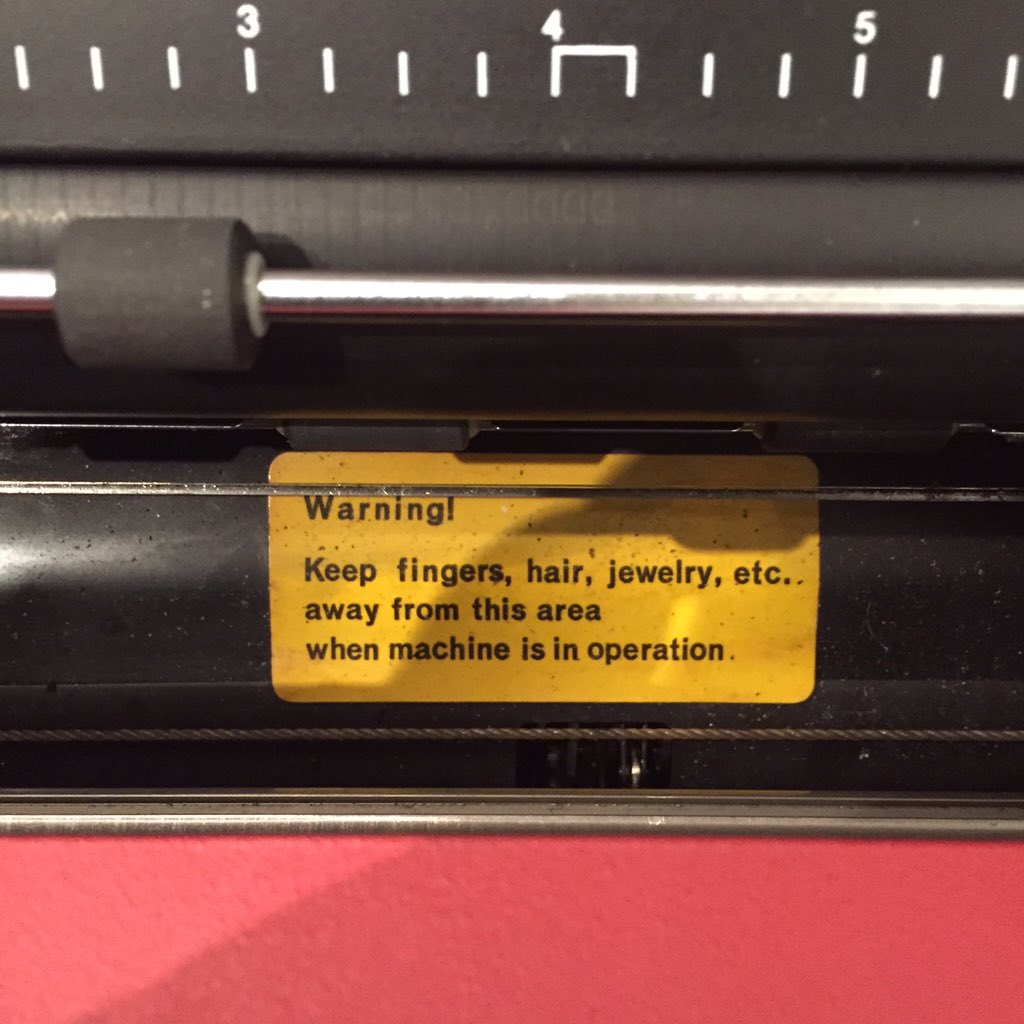 3 4 5
Warning!
Keep fingers, hair, jewelry, etc..
away from this area
when machine is in operation.